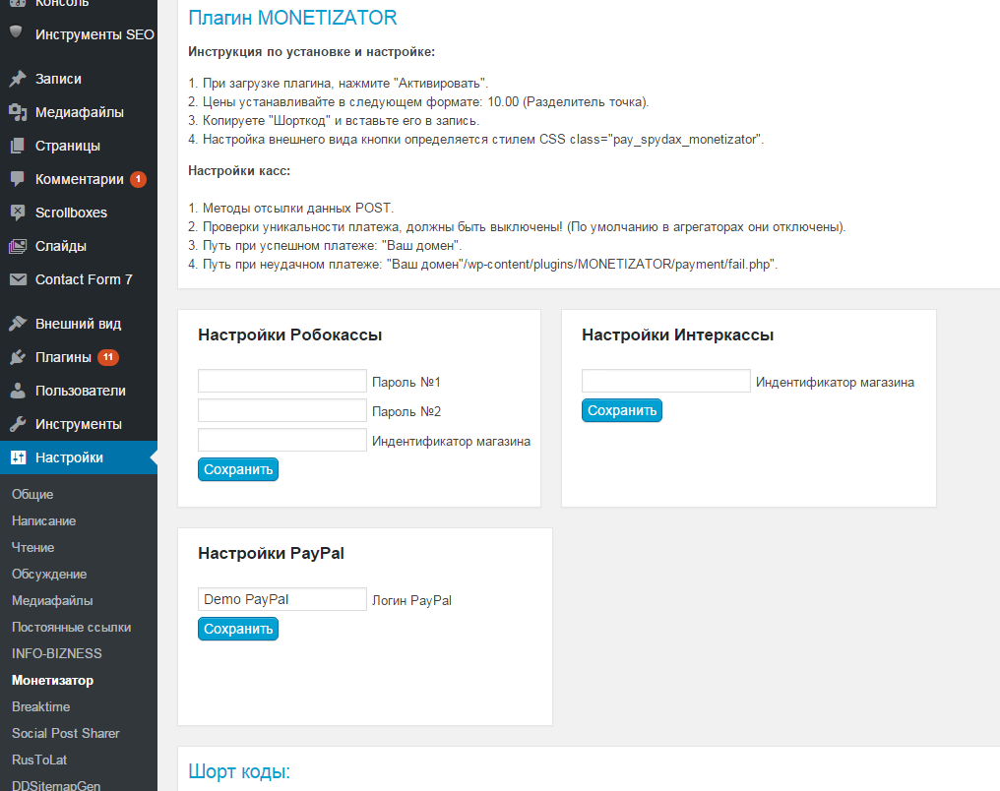 Консоль
Инструменты SEO
Записи
Медиафайлы
Страницы
Комментарии 1
Scrollboxes
Слайды
Contact Form 7
Внешний вид
Плагины 11
Пользователи
Инструменты
Настройки
Общие
Написание
Чтение
Обсуждение
Медиафайлы
Постоянные ссылки
INFO-BIZNESS
Монетизатор
Breaktime
Social Post Sharer
RusToLat
DDSitemapGen
Плагин MONETIZATOR
Инструкция по установке и настройке:
1. При загрузке плагина, нажмите "Активировать".
2. Цены устанавливайте в следующем формате: 10.00 (Разделитель точка).
3. Копируете "Шорткод" и вставьте его в запись.
4. Настройка внешнего вида кнопки определяется стилем CSS class="pay_spydax_monetizator".
Настройки касс:
1. Методы отсылки данных POST.
2. Проверки уникальности платежа, должны быть выключены! (По умолчанию в агрегаторах они отключены).
3. Путь при успешном платеже: "Ваш домен".
4. Путь при неудачном платеже: "Ваш домен"/wp-content/plugins/MONETIZATOR/payment/fail.php".
Настройки Робокассы
Пароль №1
Пароль №2
Индентификатор магазина
Сохранить
Настройки Интеркассы
Индентификатор магазина
Сохранить
Настройки PayPal
Demo PayPal Логин PayPal
Сохранить
Шорт коды: